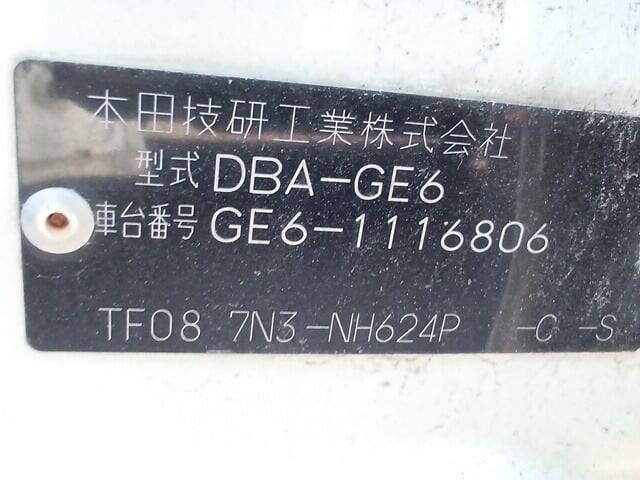 本田技研工業株式会社
型式 DBA-GE6
車台番号 GE6-1116806
TF08 7N3-NH624P -C -S